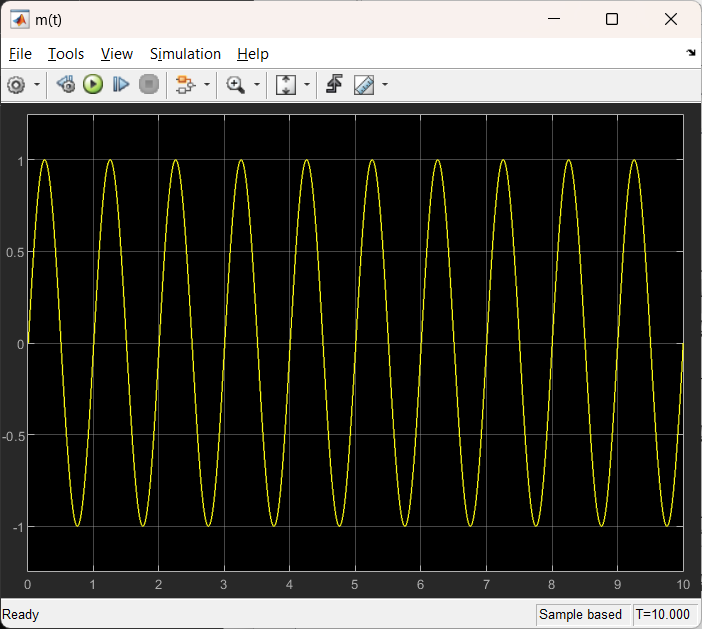 m(t)
File Tools View Simulation Help
1
0.5
0
-0.5
-1
0 1 2 3 4 5 6 7 8 9 10
Ready Sample based T=10.000